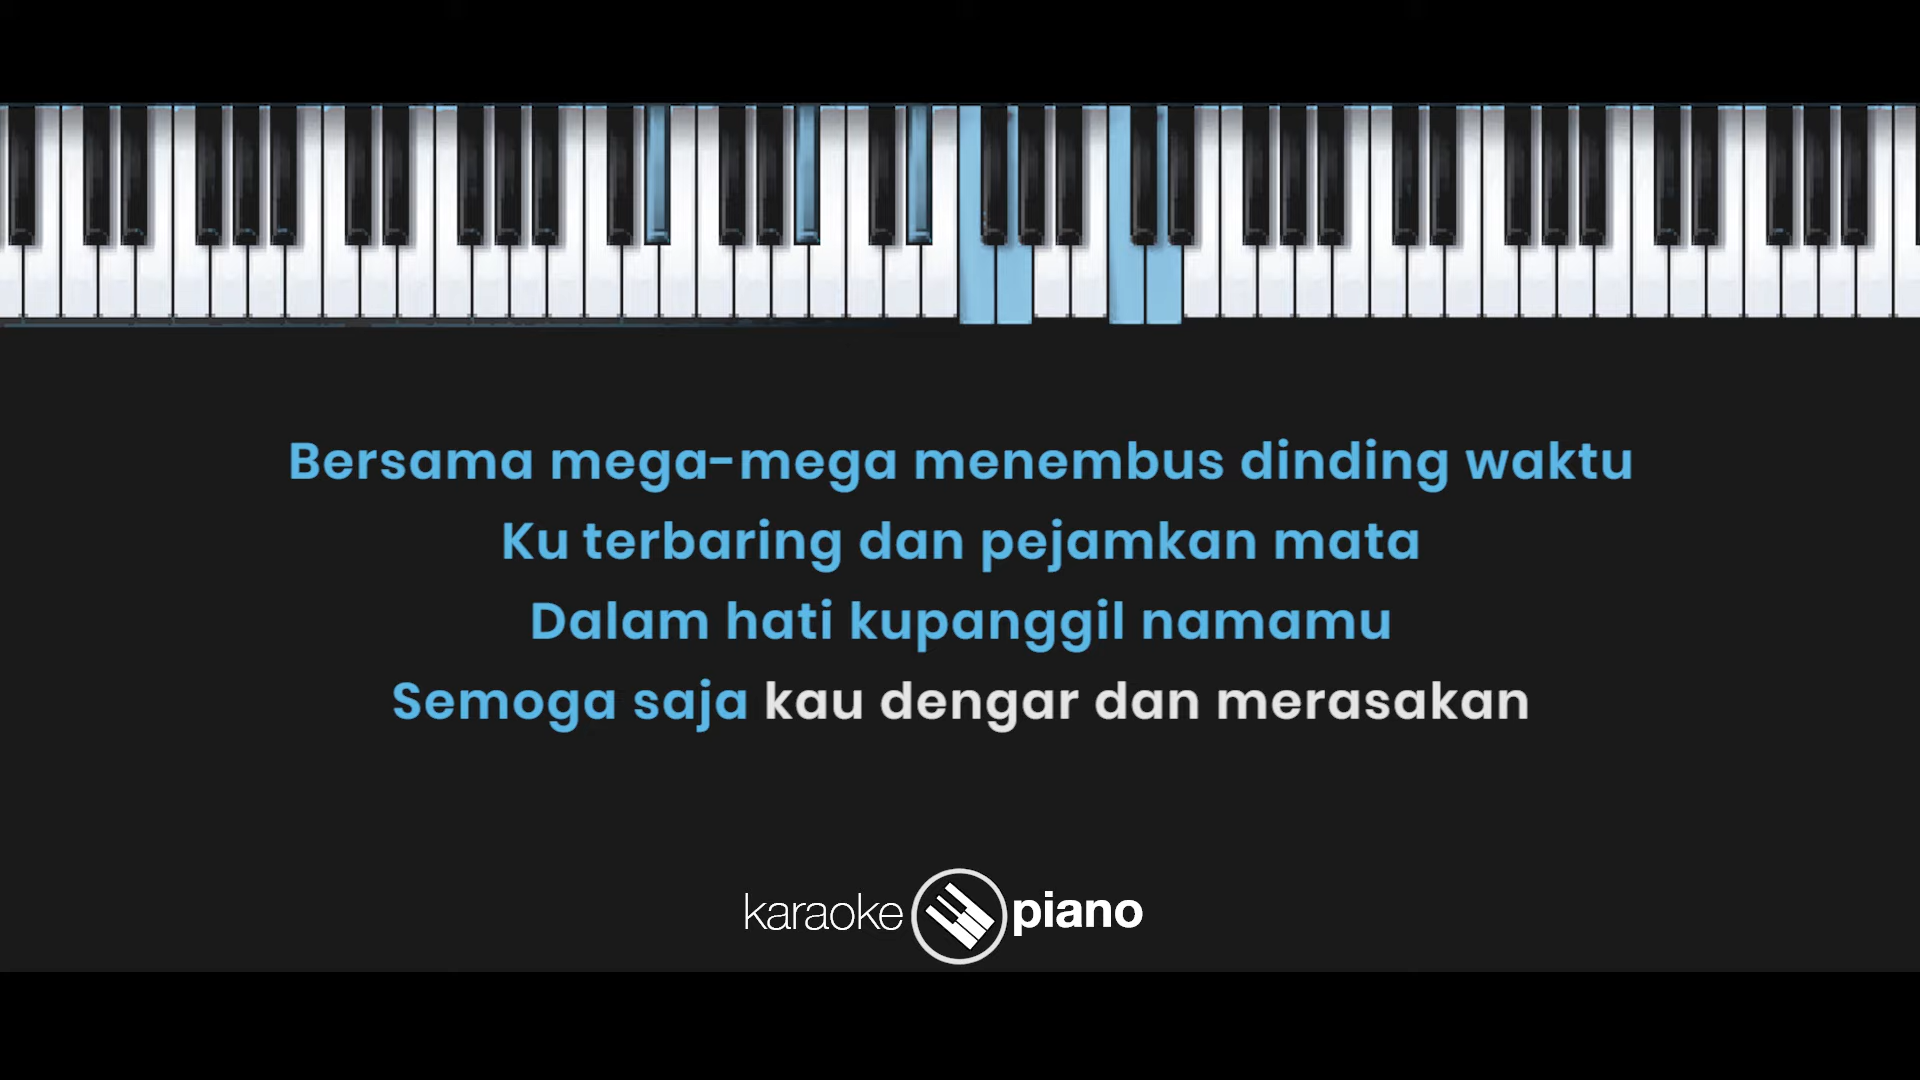 Bersama mega-mega menembus dinding waktu
Ku terbaring dan pejamkan mata
Dalam hati kupanggil namamu
Semoga saja kau dengar dan merasakan
karaoke piano